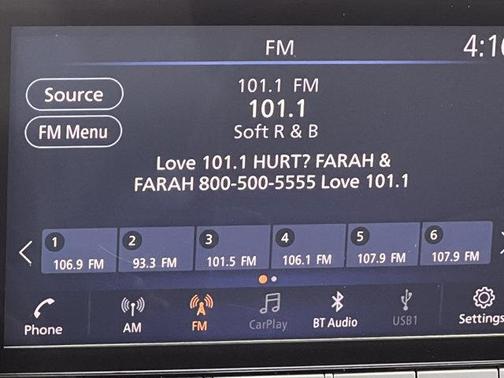 FM
4:16
Source
FM Menu
101.1 FM
101.1
Soft R & B
Love 101.1 HURT? FARAH &
FARAH 800-500-5555 Love 101.1
1 2 3 4 5 6
106.9 FM 93.3 FM 101.5 FM 106.1 FM 107.9 FM 107.9 FM
Phone AM FM CarPlay BT Audio USB1 Settings